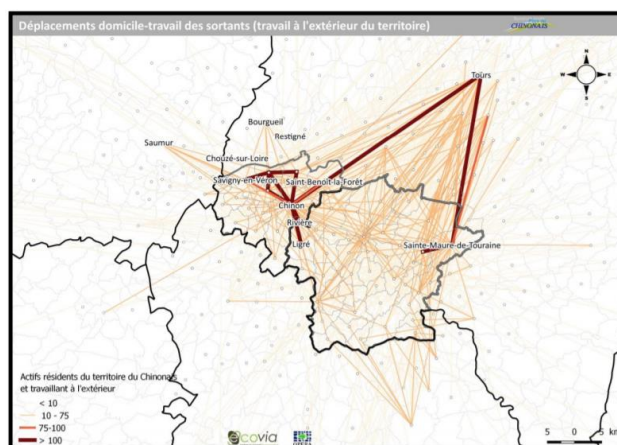 Déplacements domicile-travail des sortants (travail à l'extérieur du territoire)
CHINONAIS
N
W E
S
Tours
Bourgueil
Restigné
Saumur
Chouzé-sur-Loire
Savigny-en-Véron
Saint-Benoît-la-Forêt
Chinon
Rivière
Ligré
Sainte-Maure-de-Touraine
Actifs résidents du territoire du Chinonais
et travaillant à l'extérieur
< 10
10 - 75
75-100
> 100
ecovia
5 0 5 km